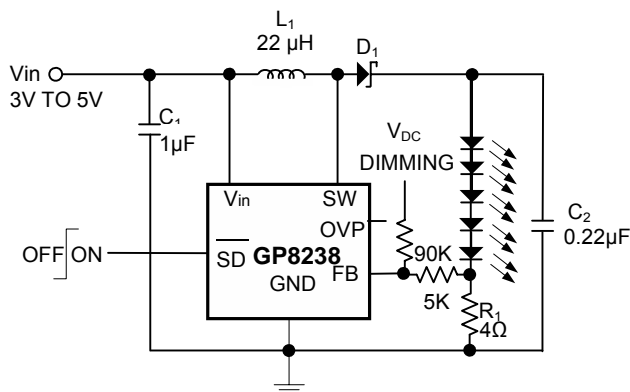 L1
22 µH
D1
Vin
3V TO 5V
C1
1µF
VDC
DIMMING
Vin
SW
OVP
C2
0.22µF
OFF
ON
SD
GP8238
FB
GND
90K
5K
R1
4Ω